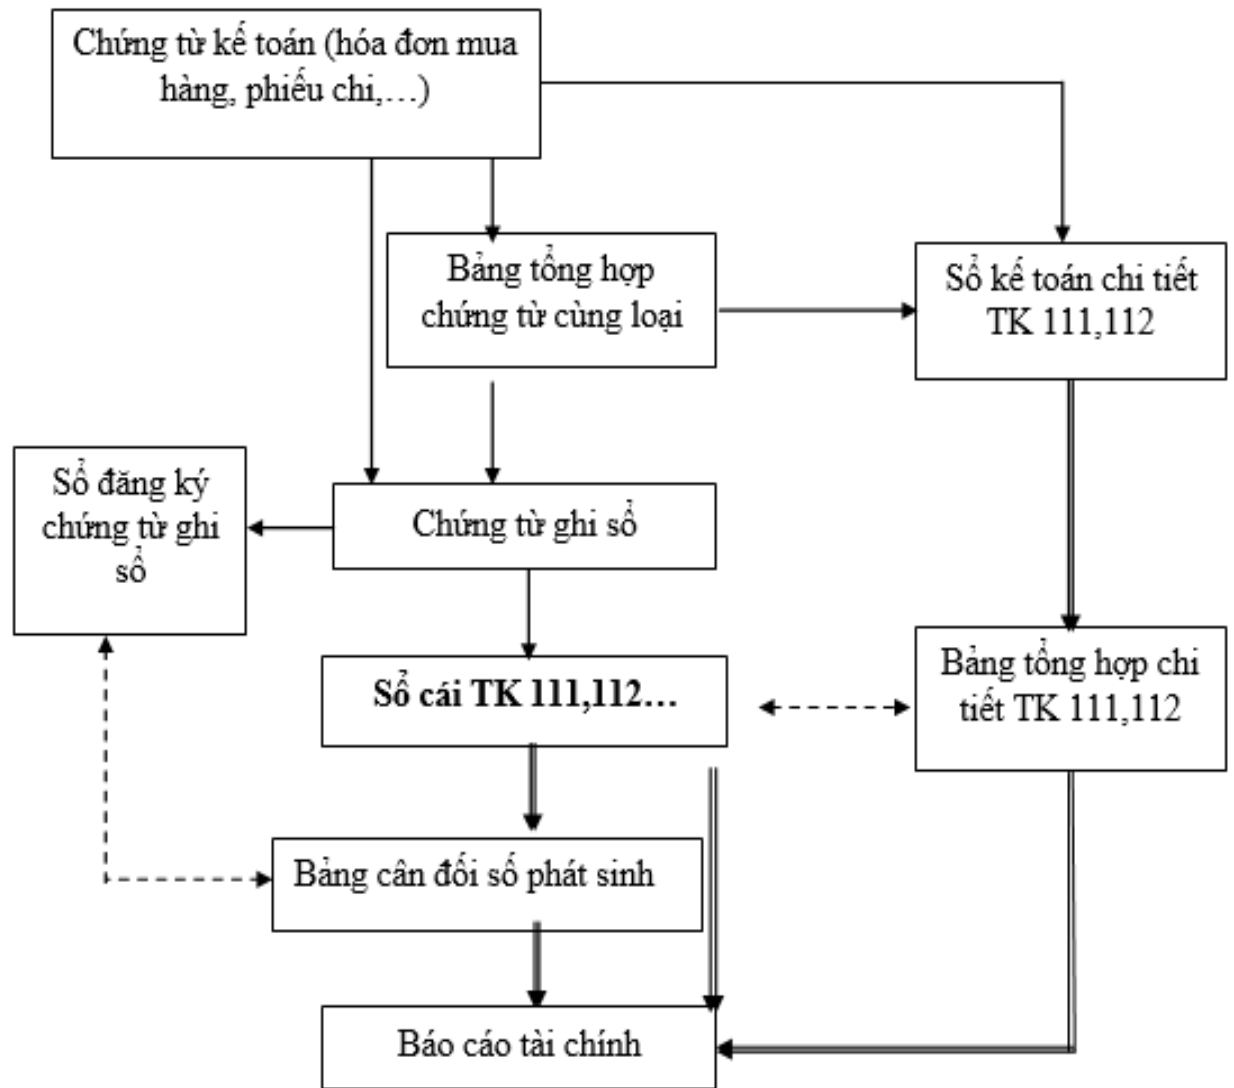 Chứng từ kế toán (hóa đơn mua
hàng, phiếu chi,…)
Bảng tổng hợp
chứng từ cùng loại
Sổ kế toán chi tiết
TK 111,112
Sổ đăng ký
chứng từ ghi
sổ
Chứng từ ghi sổ
Sổ cái TK 111,112…
Bảng tổng hợp chi
tiết TK 111,112
Bảng cân đối số phát sinh
Báo cáo tài chính